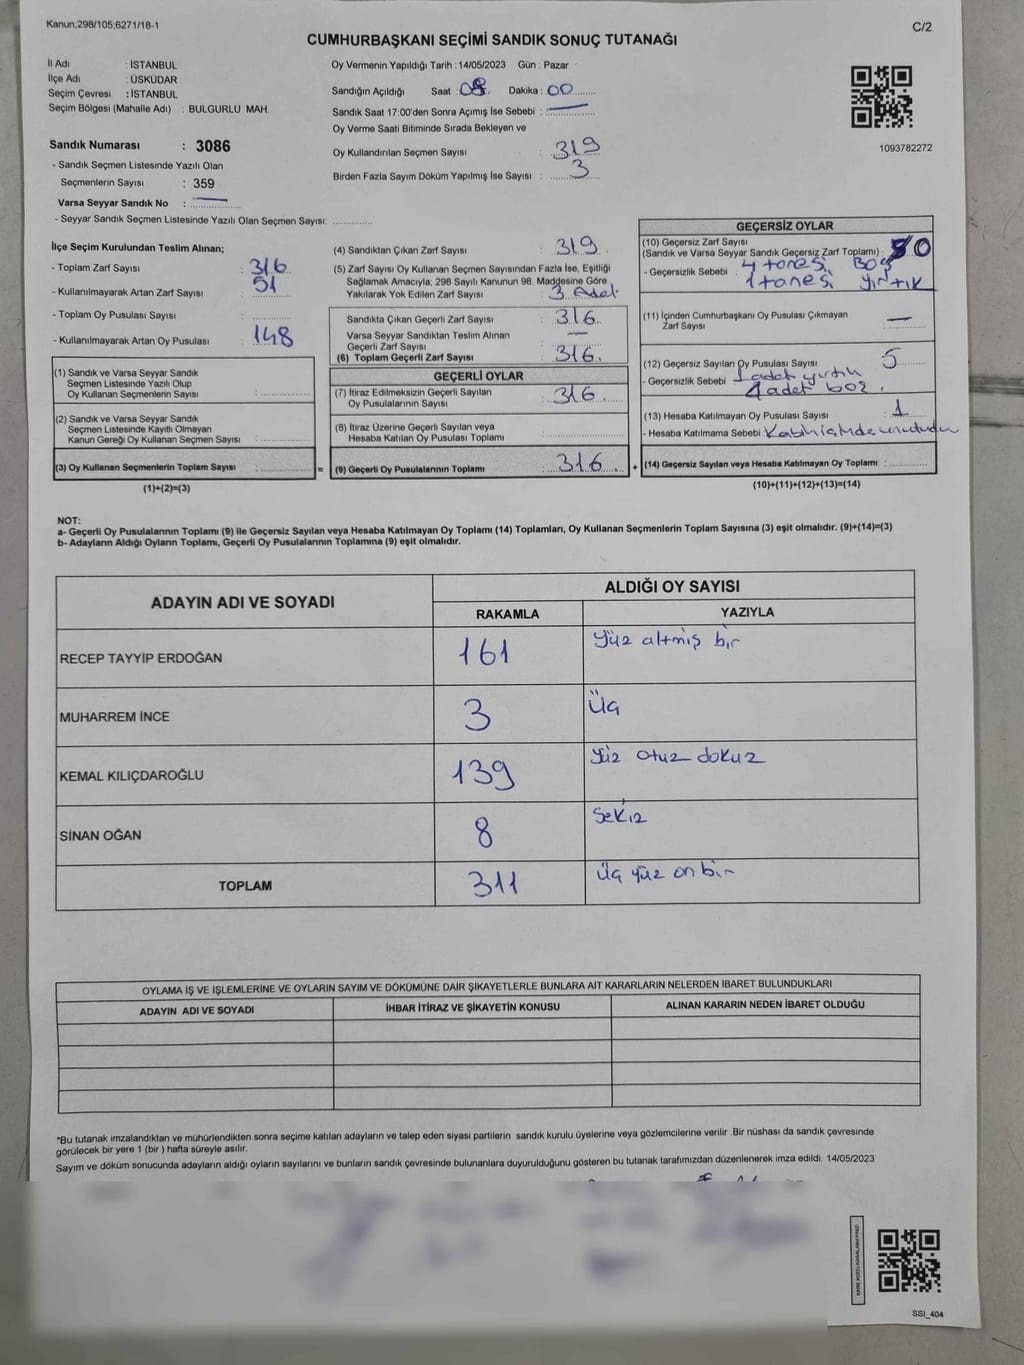 Kanun;298/105;6271/18-1
C/2
CUMHURBAŞKANI SEÇİMİ SANDIK SONUÇ TUTANAĞI
İl Adı : İSTANBUL
İlçe Adı : ÜSKÜDAR
Seçim Çevresi : İSTANBUL
Seçim Bölgesi (Mahalle Adı) : BULGURLU MAH.
Oy Vermenin Yapıldığı Tarih :14/05/2023 Gün : Pazar
Sandığın Açıldığı Saat : 08. Dakika : 00
Sandık Saat 17:00'den Sonra Açımış İse Sebebi : —
Oy Verme Saati Bitiminde Sırada Bekleyen ve
Oy Kullandırılan Seçmen Sayısı : 319
Birden Fazla Sayım Döküm Yapılmış İse Sayısı : 3
1093782272
Sandık Numarası : 3086
- Sandık Seçmen Listesinde Yazılı Olan
Seçmenlerin Sayısı : 359
Varsa Seyyar Sandık No : —
- Seyyar Sandık Seçmen Listesinde Yazılı Olan Seçmen Sayısı:
İlçe Seçim Kurulundan Teslim Alınan;
- Toplam Zarf Sayısı : 316
- Kullanılmayarak Artan Zarf Sayısı : 51
- Toplam Oy Pusulası Sayısı :
- Kullanılmayarak Artan Oy Pusulası : 148
(1) Sandık ve Varsa Seyyar Sandık
Seçmen Listesinde Yazılı Olup
Oy Kullanan Seçmenlerin Sayısı :
(2) Sandık ve Varsa Seyyar Sandık
Seçmen Listesinde Kayıtlı Olmayan
Kanun Gereği Oy Kullanan Seçmen Sayısı :
(3) Oy Kullanan Seçmenlerin Toplam Sayısı :
(1)+(2)=(3)
(4) Sandıktan Çıkan Zarf Sayısı : 319.
(5) Zarf Sayısı Oy Kullanan Seçmen Sayısından Fazla İse, Eşitliği
Sağlamak Amacıyla; 298 Sayılı Kanunun 98. Maddesine Göre
Yakılarak Yok Edilen Zarf Sayısı : 3 Adet
Sandıkta Çıkan Geçerli Zarf Sayısı : 316.
Varsa Seyyar Sandıktan Teslim Alınan
Geçerli Zarf Sayısı : —
(6) Toplam Geçerli Zarf Sayısı : 316.
GEÇERLİ OYLAR
(7) İtiraz Edilmeksizin Geçerli Sayılan
Oy Pusulalarının Sayısı : 316.
(8) İtiraz Üzerine Geçerli Sayılan veya
Hesaba Katılan Oy Pusulası Toplamı :
= (9) Geçerli Oy Pusulalarının Toplamı : 316 +
GEÇERSİZ OYLAR
(10) Geçersiz Zarf Sayısı
(Sandık ve Varsa Seyyar Sandık Geçersiz Zarf Toplamı) : 0
- Geçersizlik Sebebi : 4 tanesi Boş
1 tanesi yırtık
(11) İçinden Cumhurbaşkanı Oy Pusulası Çıkmayan
Zarf Sayısı : —
(12) Geçersiz Sayılan Oy Pusulası Sayısı : 5
- Geçersizlik Sebebi : 1 adet yırtık
4 adet boş.
(13) Hesaba Katılmayan Oy Pusulası Sayısı : 1
- Hesaba Katılmama Sebebi :
(14) Geçersiz Sayılan veya Hesaba Katılmayan Oy Toplamı :
(10)+(11)+(12)+(13)=(14)
NOT:
a- Geçerli Oy Pusulalarının Toplamı (9) ile Geçersiz Sayılan veya Hesaba Katılmayan Oy Toplamı (14) Toplamları, Oy Kullanan Seçmenlerin Toplam Sayısına (3) eşit olmalıdır. (9)+(14)=(3)
b- Adayların Aldığı Oyların Toplamı, Geçerli Oy Pusulalarının Toplamına (9) eşit olmalıdır.
ADAYIN ADI VE SOYADI
ALDIĞI OY SAYISI
RAKAMLA YAZIYLA
RECEP TAYYİP ERDOĞAN 161 Yüz altmış bir
MUHARREM İNCE 3 Üç
KEMAL KILIÇDAROĞLU 139 Yüz otuz dokuz
SİNAN OĞAN 8 Sekiz
TOPLAM 311 Üç yüz on bir
OYLAMA İŞ VE İŞLEMLERİNE VE OYLARIN SAYIM VE DÖKÜMÜNE DAİR ŞİKAYETLERLE BUNLARA AİT KARARLARIN NELERDEN İBARET BULUNDUKLARI
ADAYIN ADI VE SOYADI İHBAR İTİRAZ VE ŞİKAYETİN KONUSU ALINAN KARARIN NEDEN İBARET OLDUĞU
*Bu tutanak imzalandıktan ve mühürlendikten sonra seçime katılan adayların ve talep eden siyasi partilerin sandık kurulu üyelerine veya gözlemcilerine verilir .Bir nüshası da sandık çevresinde
görülecek bir yere 1 (bir ) hafta süreyle asılır.
Sayım ve döküm sonucunda adayların aldığı oyların sayılarını ve bunların sandık çevresinde bulunanlara duyurulduğunu gösteren bu tutanak tarafımızdan düzenlenerek imza edildi. 14/05/2023
KARE KODU KARALAMAYINIZ!
SSI_404